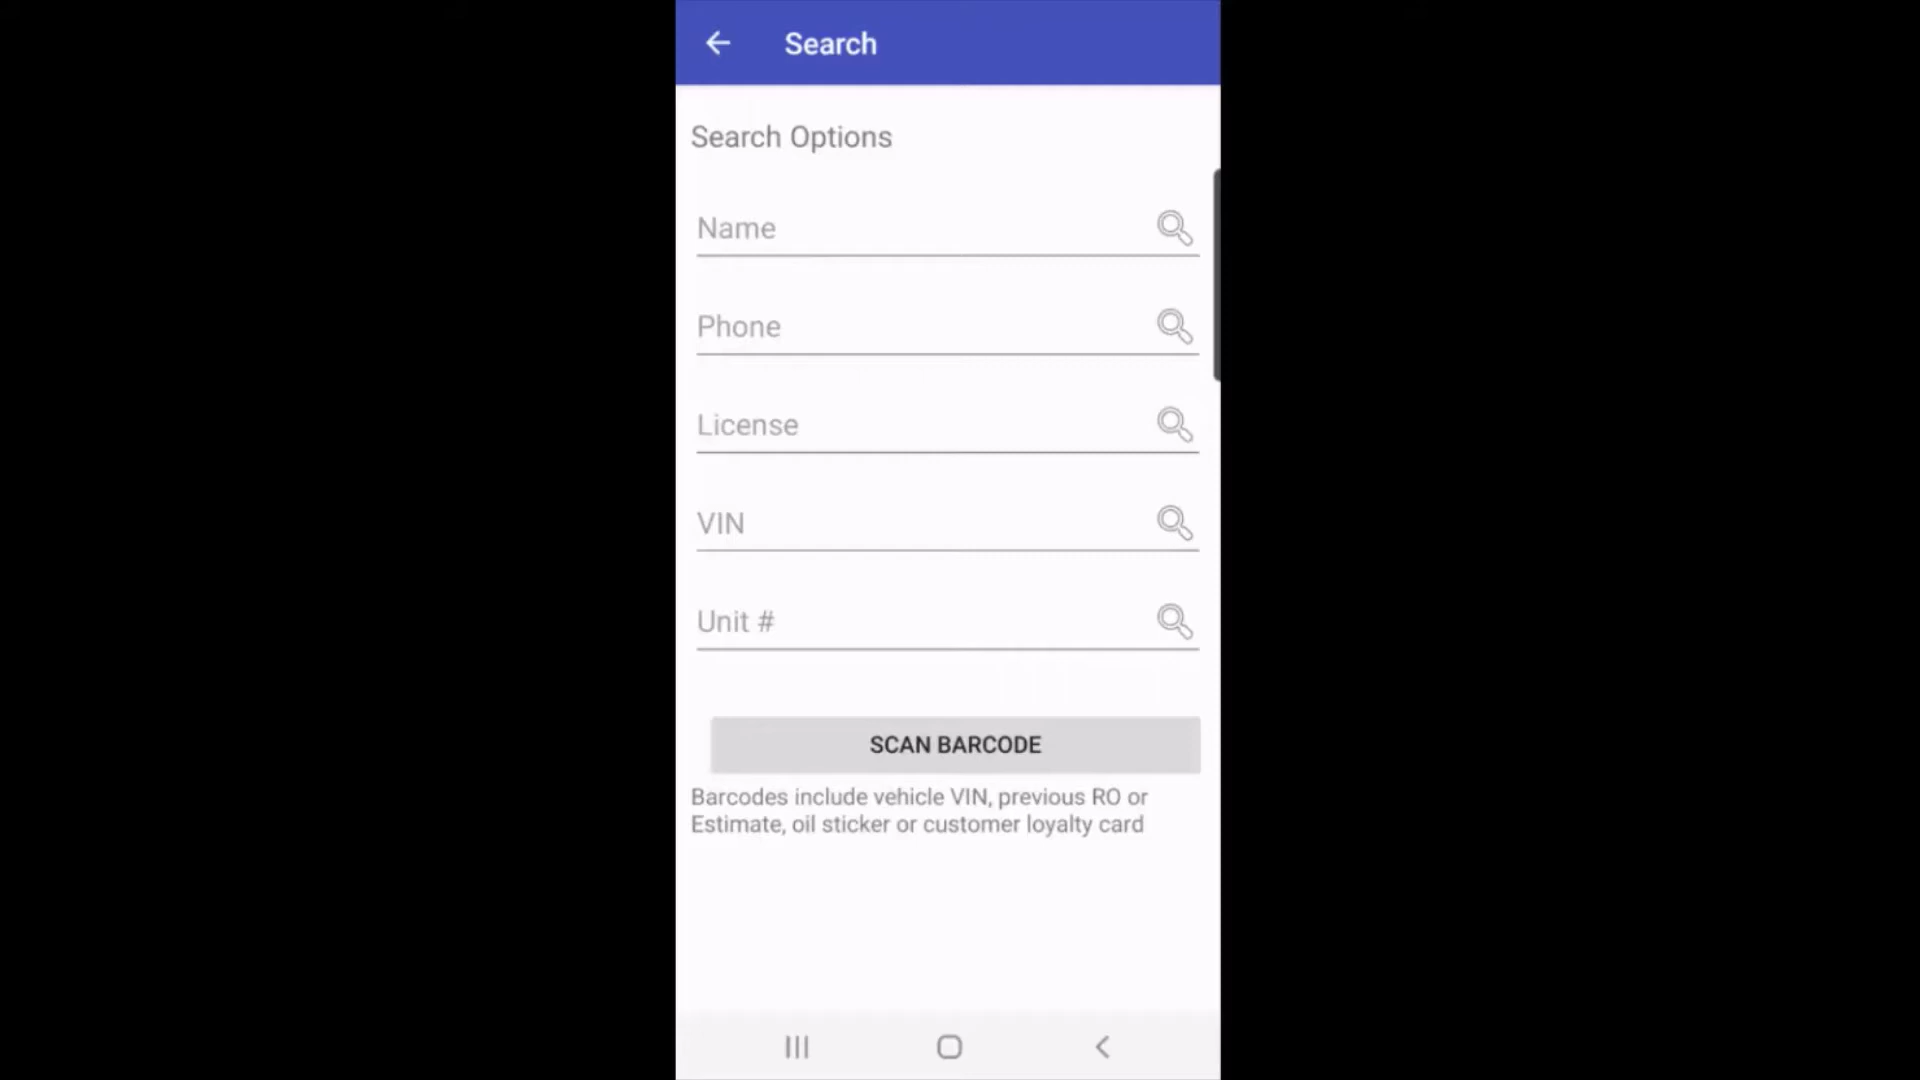 Search
Search Options
Name
Phone
License
VIN
Unit #
SCAN BARCODE
Barcodes include vehicle VIN, previous RO or
Estimate, oil sticker or customer loyalty card